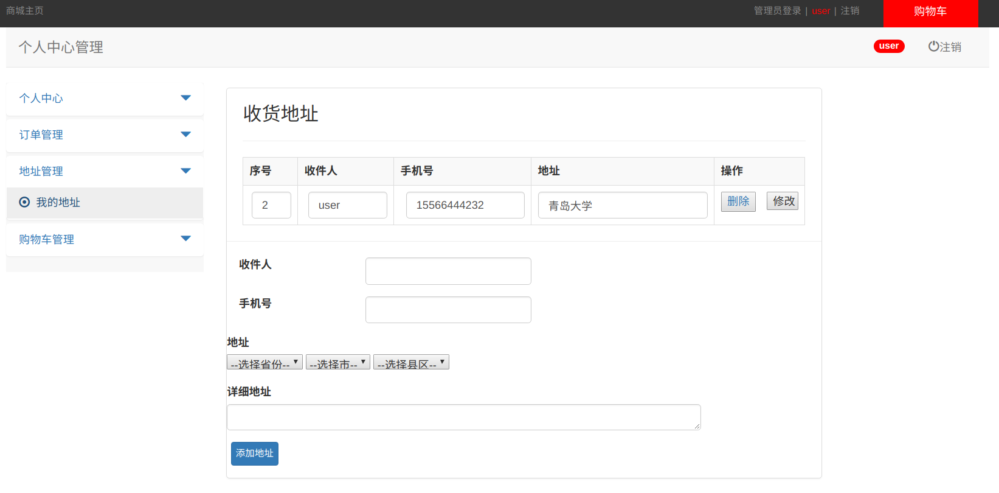 商城主页 管理员登录 | user | 注销 购物车
个人中心管理 user 注销
个人中心
订单管理
地址管理
我的地址
购物车管理
收货地址
序号 收件人 手机号 地址 操作
2 user 15566444232 青岛大学 删除 修改
收件人
手机号
地址
--选择省份-- --选择市-- --选择县区--
详细地址
添加地址